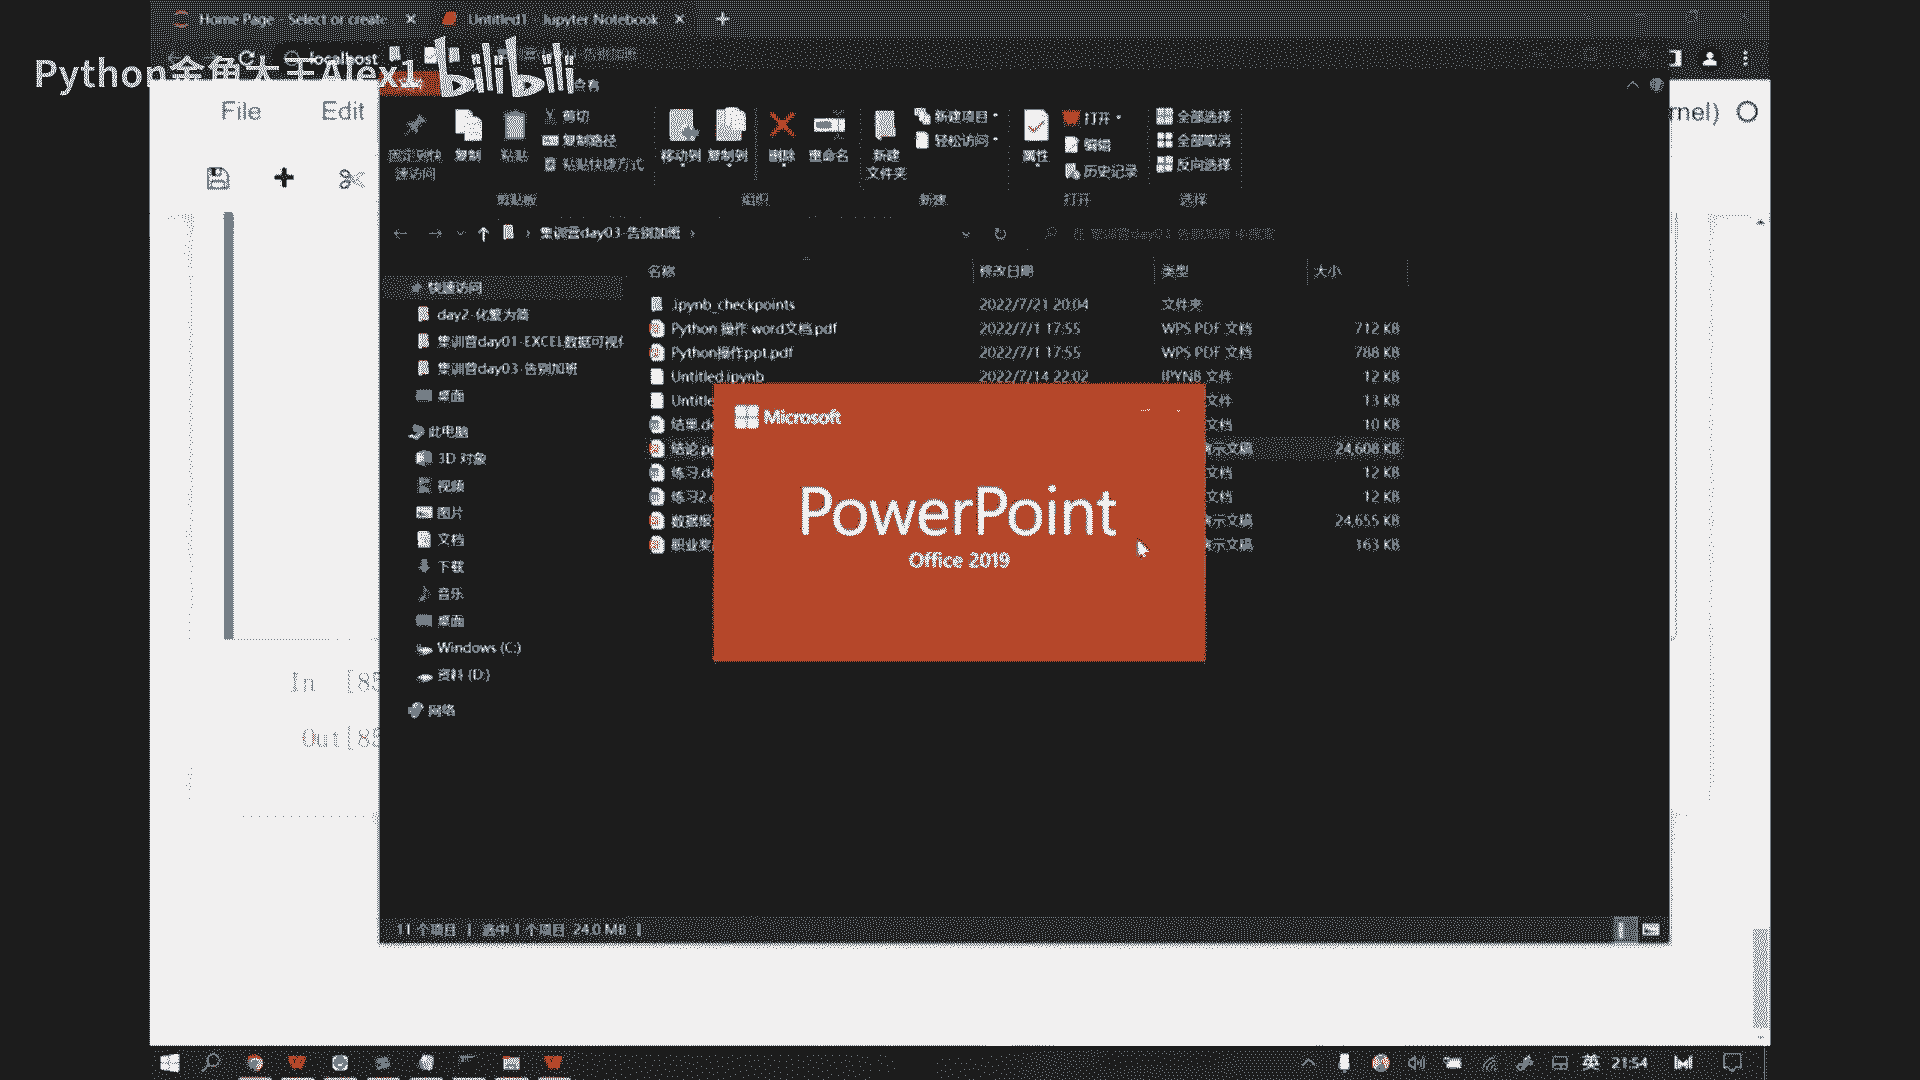 Home Page - Select or create
Untitled1 - Jupyter Notebook
localhost
Python金鱼大王Alex1 bilibili
查看
File
Edit
nel)
固定到快速访问
复制
粘贴
剪切
复制路径
粘贴快捷方式
移动到
复制到
删除
重命名
新建文件夹
新建项目
轻松访问
属性
打开
编辑
历史记录
全部选择
全部取消
反向选择
剪贴板
组织
新建
打开
选择
集训营day03-告别加班
名称
修改日期
类型
大小
快速访问
day2-化繁为简
集训营day01-EXCEL数据可视化
集训营day03-告别加班
桌面
此电脑
3D 对象
视频
图片
文档
下载
音乐
桌面
Windows (C:)
资料 (D:)
网络
.ipynb_checkpoints 2022/7/21 20:04 文件夹
Python 操作 word文档.pdf 2022/7/1 17:55 WPS PDF 文档 712 KB
Python操作ppt.pdf 2022/7/1 17:55 WPS PDF 文档 788 KB
Untitled.ipynb 2022/7/14 22:02 IPYNB 文件 12 KB
Untitle 文件 13 KB
结果.d 文档 10 KB
结论.p 演示文稿 24,608 KB
练习.d 文档 12 KB
练习2. 文档 12 KB
数据报 演示文稿 24,655 KB
职业奖 演示文稿 163 KB
Microsoft
PowerPoint
Office 2019
In [85
Out[85
11 个项目 选中 1 个项目 24.0 MB
英 21:54